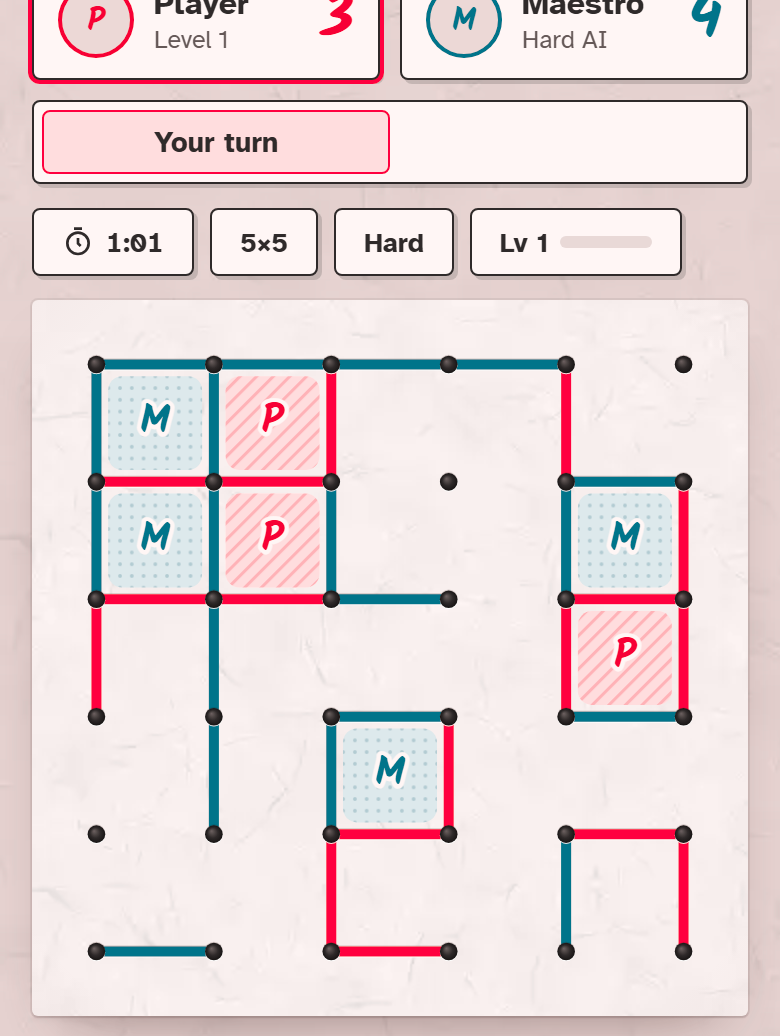 P Player 3
Level 1
M Maestro 4
Hard AI
Your turn
1:01
5×5
Hard
Lv 1
M P
M P M
P
M